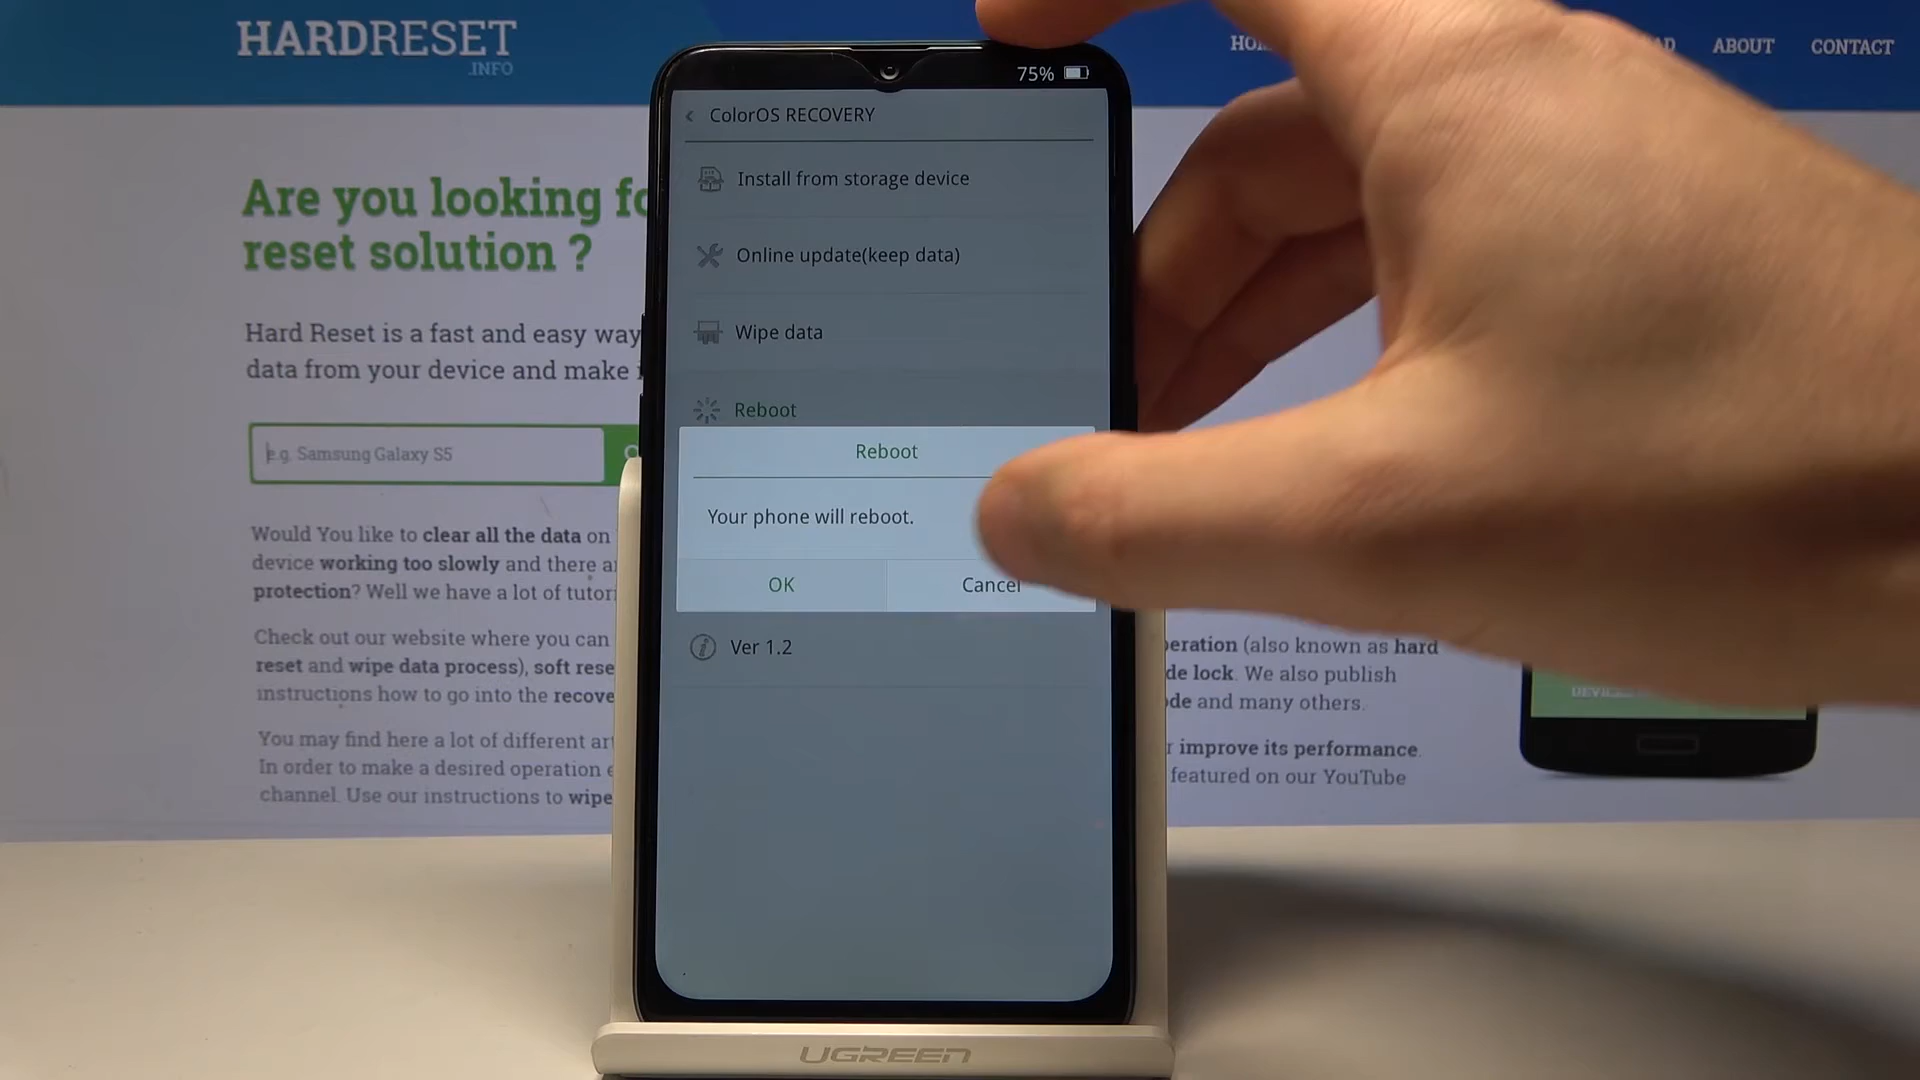 HARDRESET
.INFO
ABOUT
CONTACT
Are you looking
reset solution ?
Hard Reset is a fast and easy way
data from your device and make
e.g. Samsung Galaxy S5
Would You like to clear all the data on
device working too slowly and there
protection? Well we have a lot of
Check out our website where you can
reset and wipe data process), soft
instructions how to go into the
You may find here a lot of different
In order to make a desired operation
channel. Use our instructions to wipe
(also known as hard
lock. We also publish
and many others.
improve its performance.
featured on our YouTube
75%
ColorOS RECOVERY
Install from storage device
Online update(keep data)
Wipe data
Reboot
Reboot
Your phone will reboot.
OK
Cancel
Ver 1.2
UGREEN